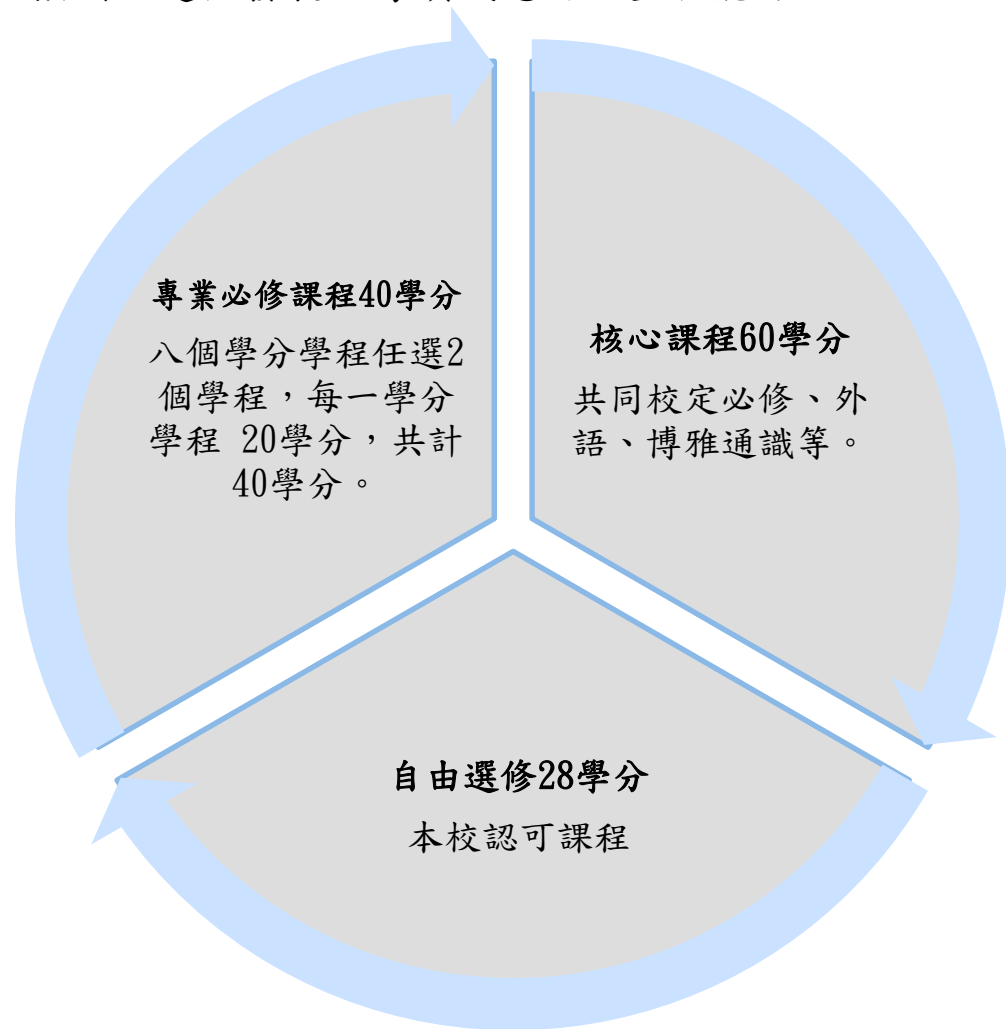 專業必修課程40學分
八個學分學程任選2
個學程，每一學分
學程 20學分，共計
40學分。
核心課程60學分
共同校定必修、外
語、博雅通識等。
自由選修28學分
本校認可課程